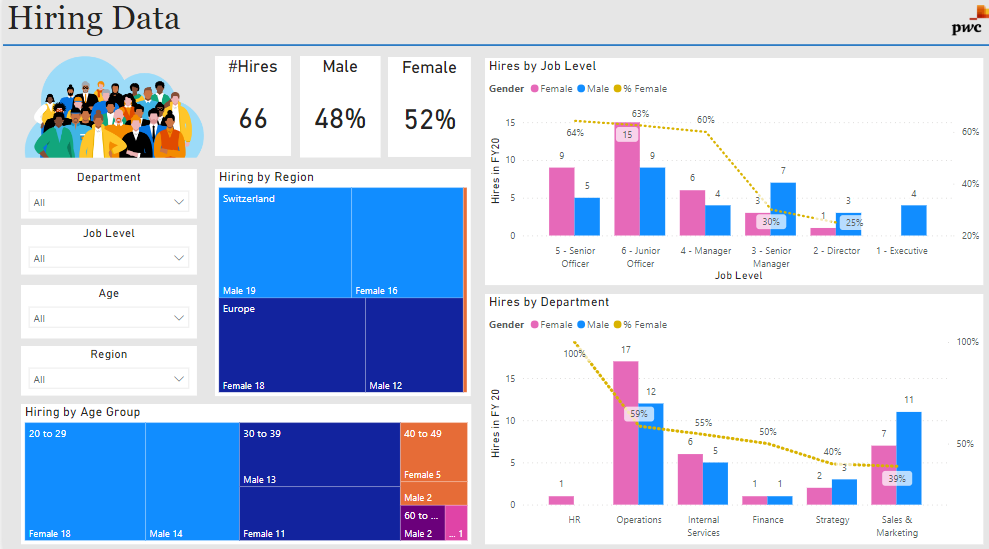 Hiring Data
pwc
#Hires
66
Male
48%
Female
52%
Department
All
Job Level
All
Age
All
Region
All
Hiring by Region
Switzerland
Male 19
Female 16
Europe
Female 18
Male 12
Hiring by Age Group
20 to 29
Female 18
Male 14
30 to 39
Male 13
Female 11
40 to 49
Female 5
Male 2
60 to ...
Male 2
... 1
Hires by Job Level
Gender Female Male % Female
Hires in FY20
15
10
5
0
60%
40%
20%
64%
63%
60%
30%
25%
9
5
15
9
6
4
3
7
1
3
4
5 - Senior Officer
6 - Junior Officer
4 - Manager
3 - Senior Manager
2 - Director
1 - Executive
Job Level
Hires by Department
Gender Female Male % Female
Hires in FY 20
15
10
5
0
100%
50%
100%
59%
55%
50%
40%
39%
1
17
12
6
5
1
1
2
3
7
11
HR
Operations
Internal Services
Finance
Strategy
Sales & Marketing